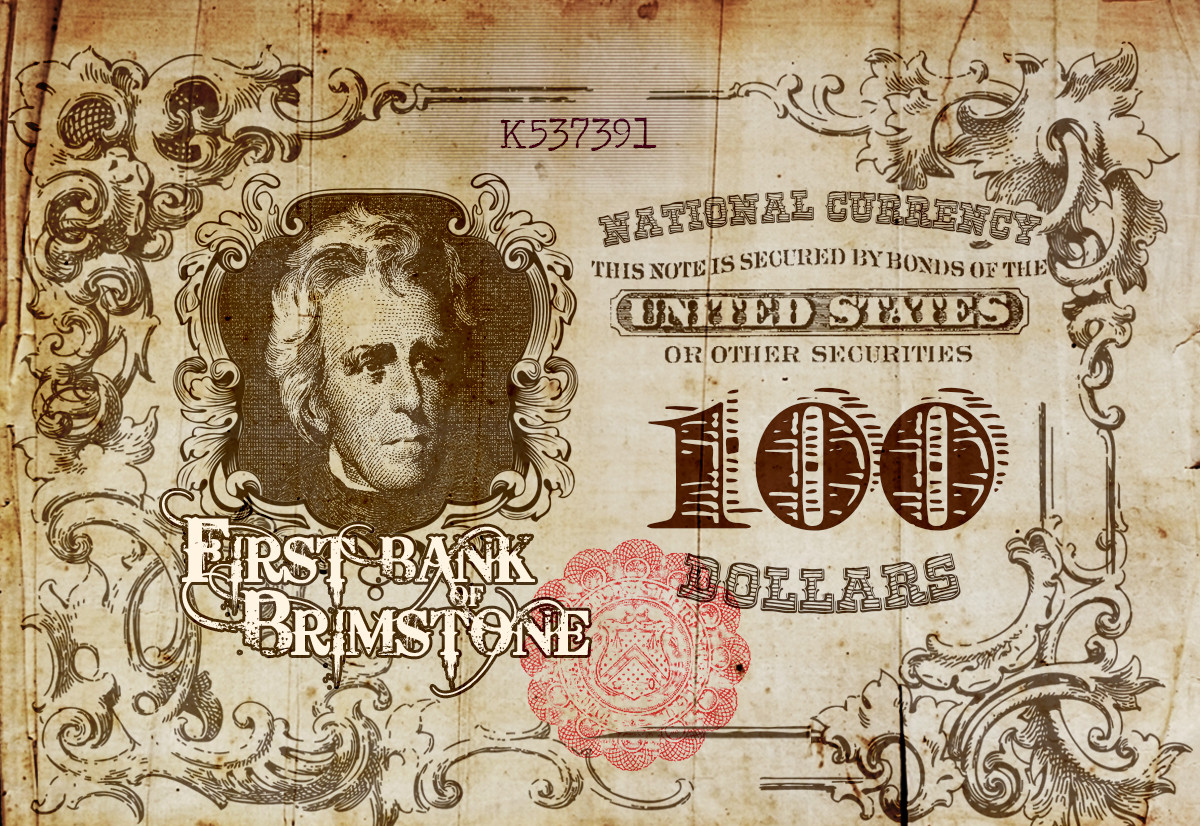 K537391
NATIONAL CURRENCY
THIS NOTE IS SECURED BY BONDS OF THE
UNITED STATES
OR OTHER SECURITIES
100
DOLLARS
FIRST BANK
OF
BRIMSTONE